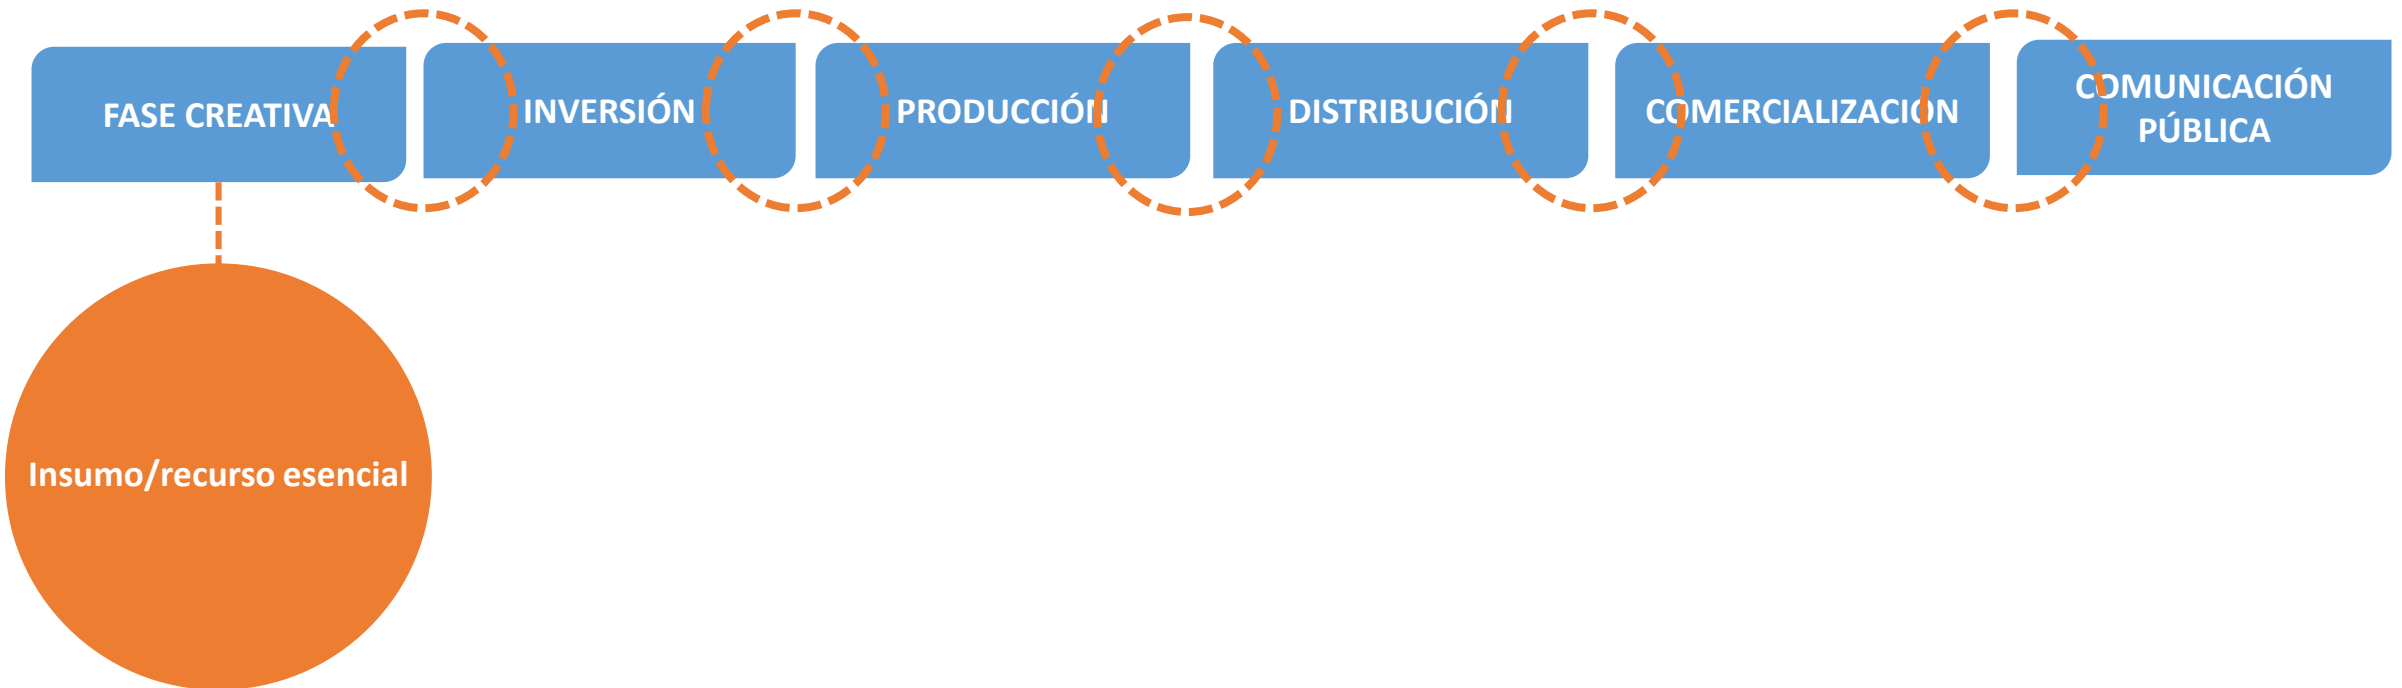 FASE CREATIVA
INVERSIÓN
PRODUCCIÓN
DISTRIBUCIÓN
COMERCIALIZACIÓN
COMUNICACIÓN
PÚBLICA
Insumo/recurso esencial